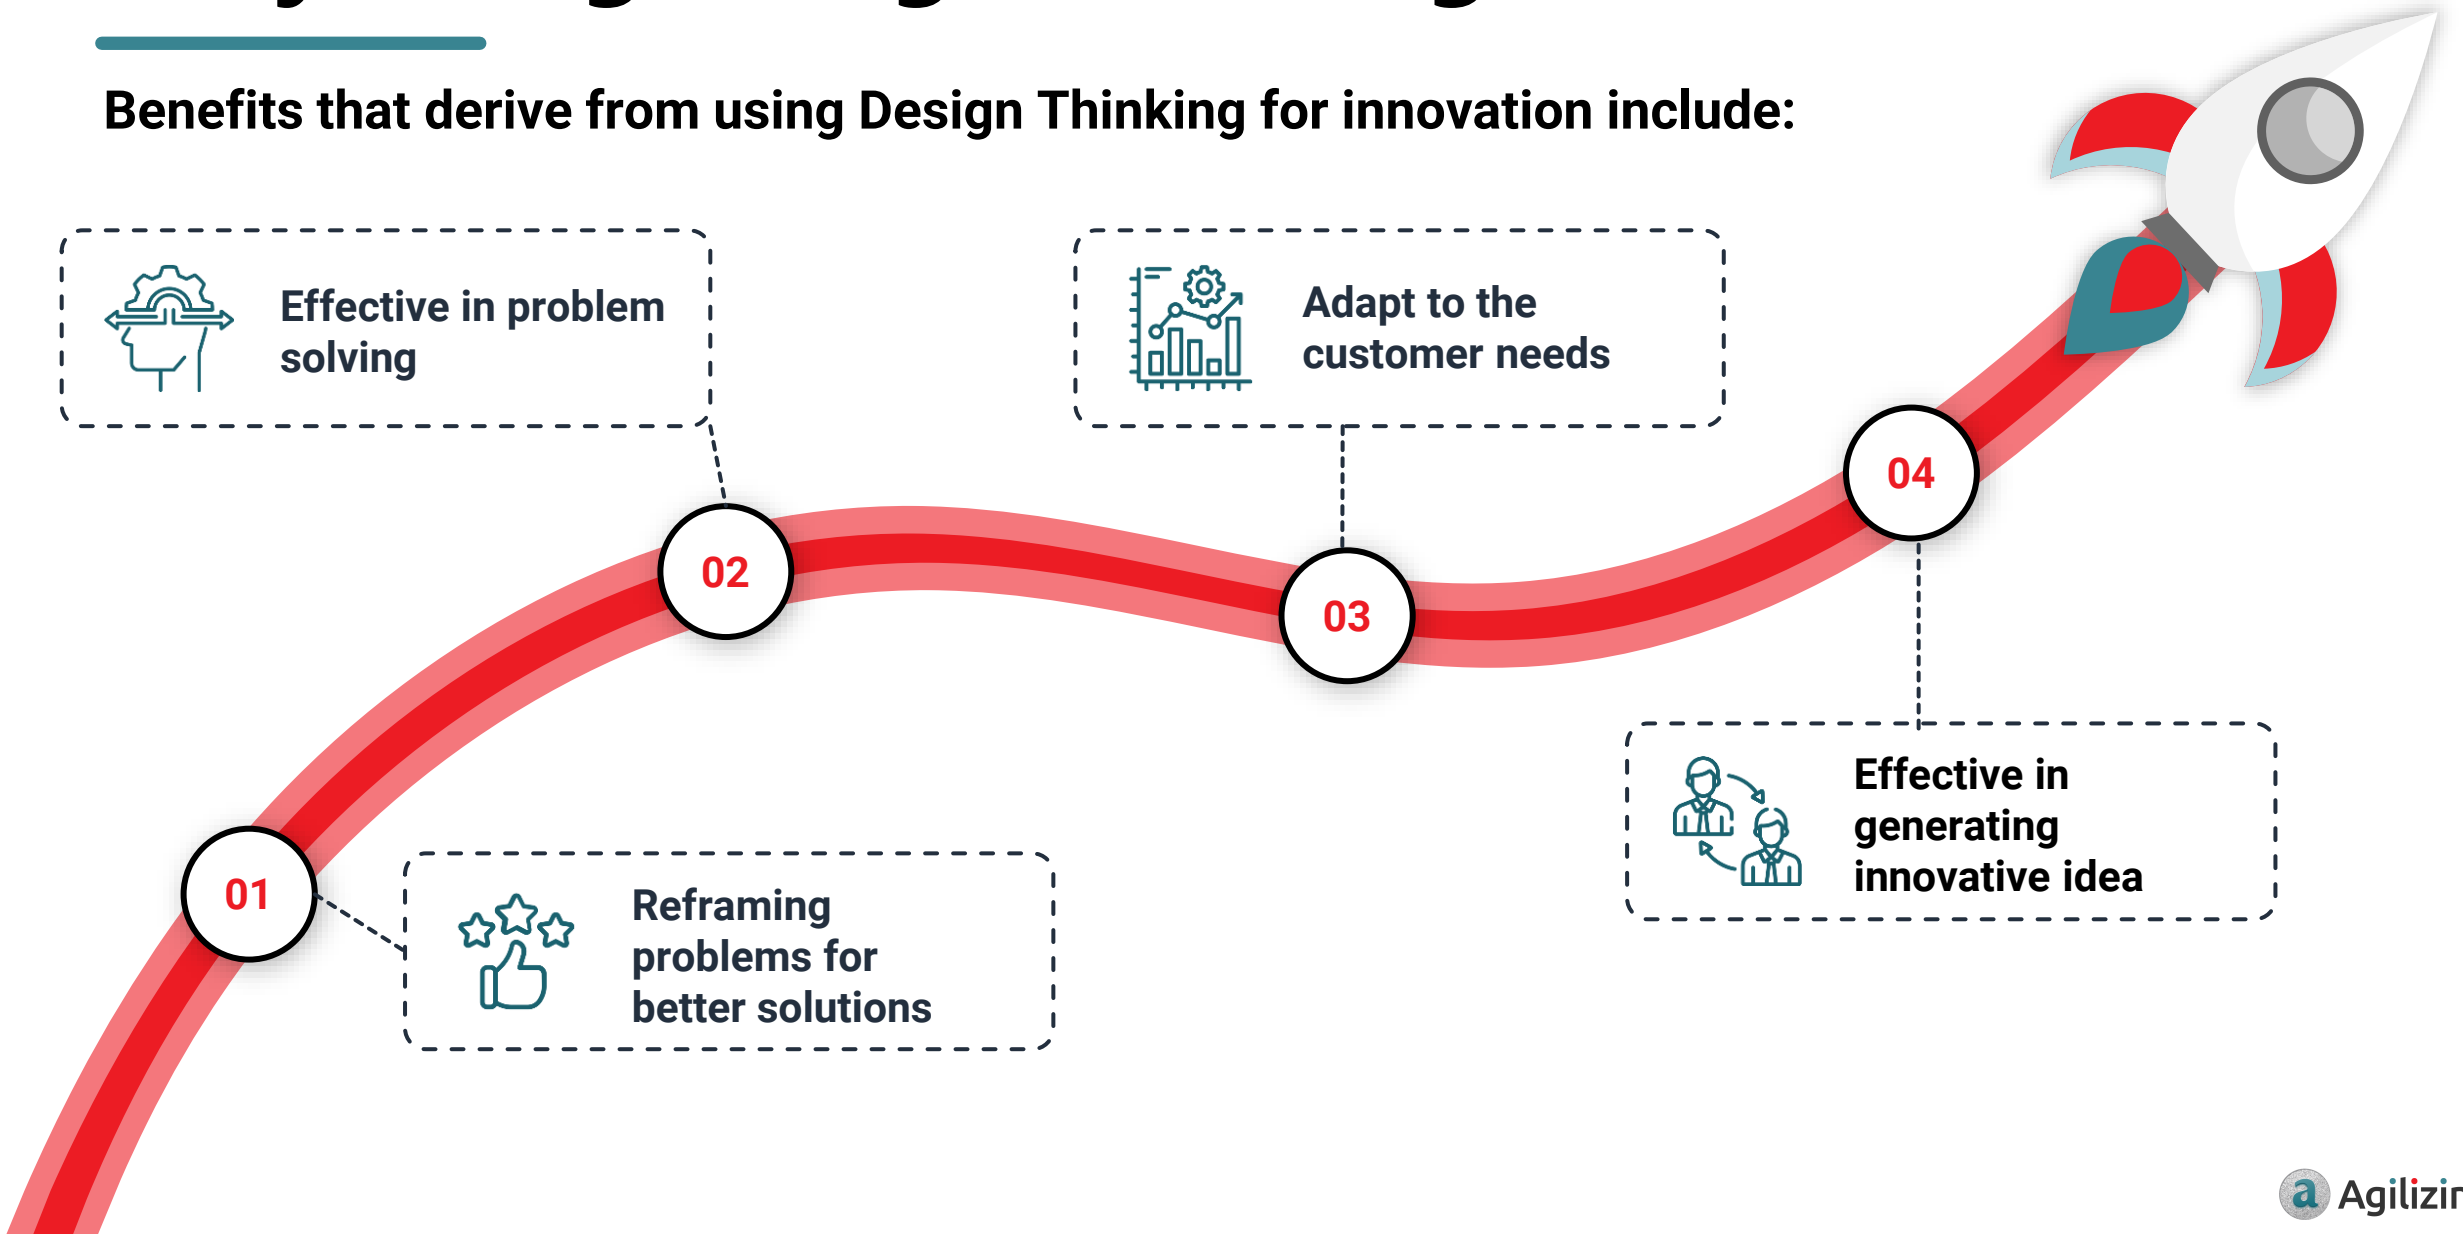 Benefits that derive from using Design Thinking for innovation include:
Effective in problem
solving
Adapt to the
customer needs
04
02
03
Effective in
generating
innovative idea
01
Reframing
problems for
better solutions
a